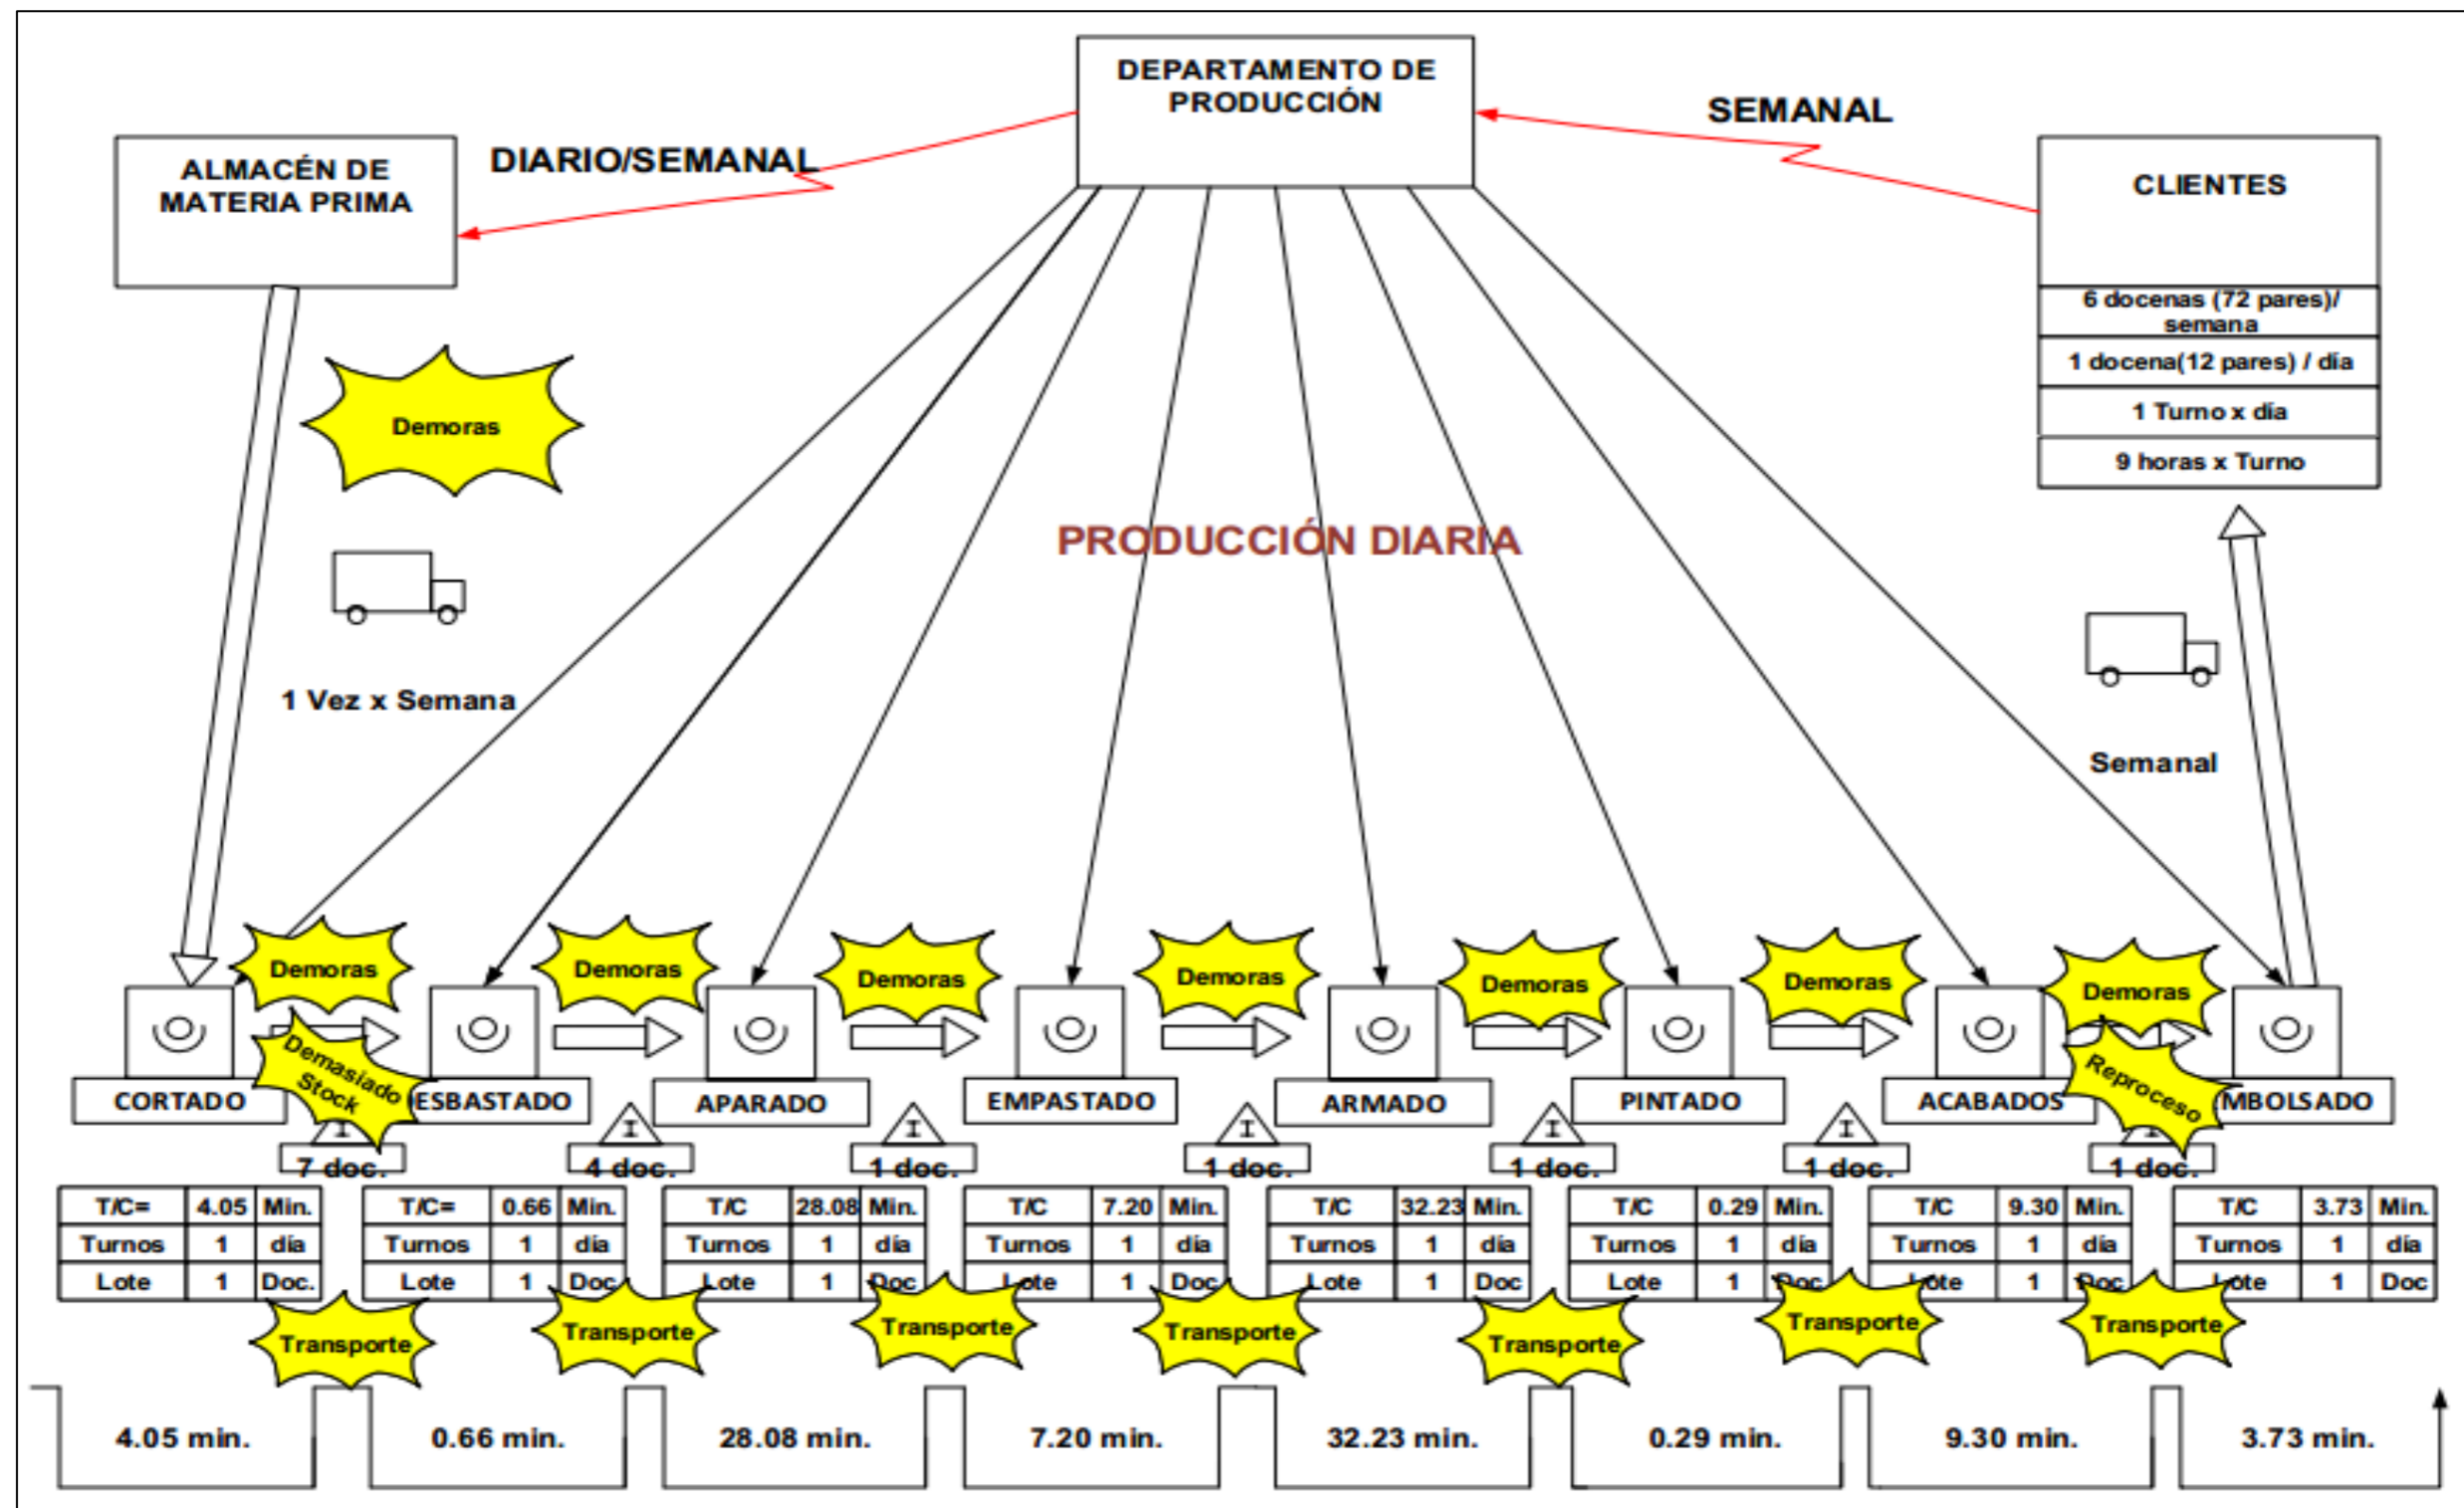 DEPARTAMENTO DE
PRODUCCIÓN
SEMANAL
DIARIO/SEMANAL
ALMACÉN DE
MATERIA PRIMA
CLIENTES
6 docenas (72 pares)/
semana
1 docena(12 pares) / día
1 Turno x día
9 horas x Turno
Demoras
PRODUCCIÓN DIARIA
1 Vez x Semana
Semanal
Demoras
Demoras
Demoras
Demoras
Demoras
Demoras
Demoras
Demasiado
Stock
Reproceso
CORTADO
ESBASTADO
APARADO
EMPASTADO
ARMADO
PINTADO
ACABADOS
MBOLSADO
I
I
I
I
I
I
7 doc.
4 doc.
1 doc.
1 doc.
1 doc.
1 doc.
1 doc.
T/C= 4.05 Min.
Turnos 1 día
Lote 1 Doc.
T/C= 0.66 Min.
Turnos 1 día
Lote 1 Doc
T/C 28.08 Min.
Turnos 1 día
Lote 1 Doc
T/C 7.20 Min.
Turnos 1 día
Lote 1 Doc
T/C 32.23 Min.
Turnos 1 día
Lote 1 Doc
T/C 0.29 Min.
Turnos 1 día
Lote 1 Doc
T/C 9.30 Min.
Turnos 1 día
Lote 1 Doc
T/C 3.73 Min.
Turnos 1 día
Lote 1 Doc
Transporte
Transporte
Transporte
Transporte
Transporte
Transporte
Transporte
4.05 min.
0.66 min.
28.08 min.
7.20 min.
32.23 min.
0.29 min.
9.30 min.
3.73 min.